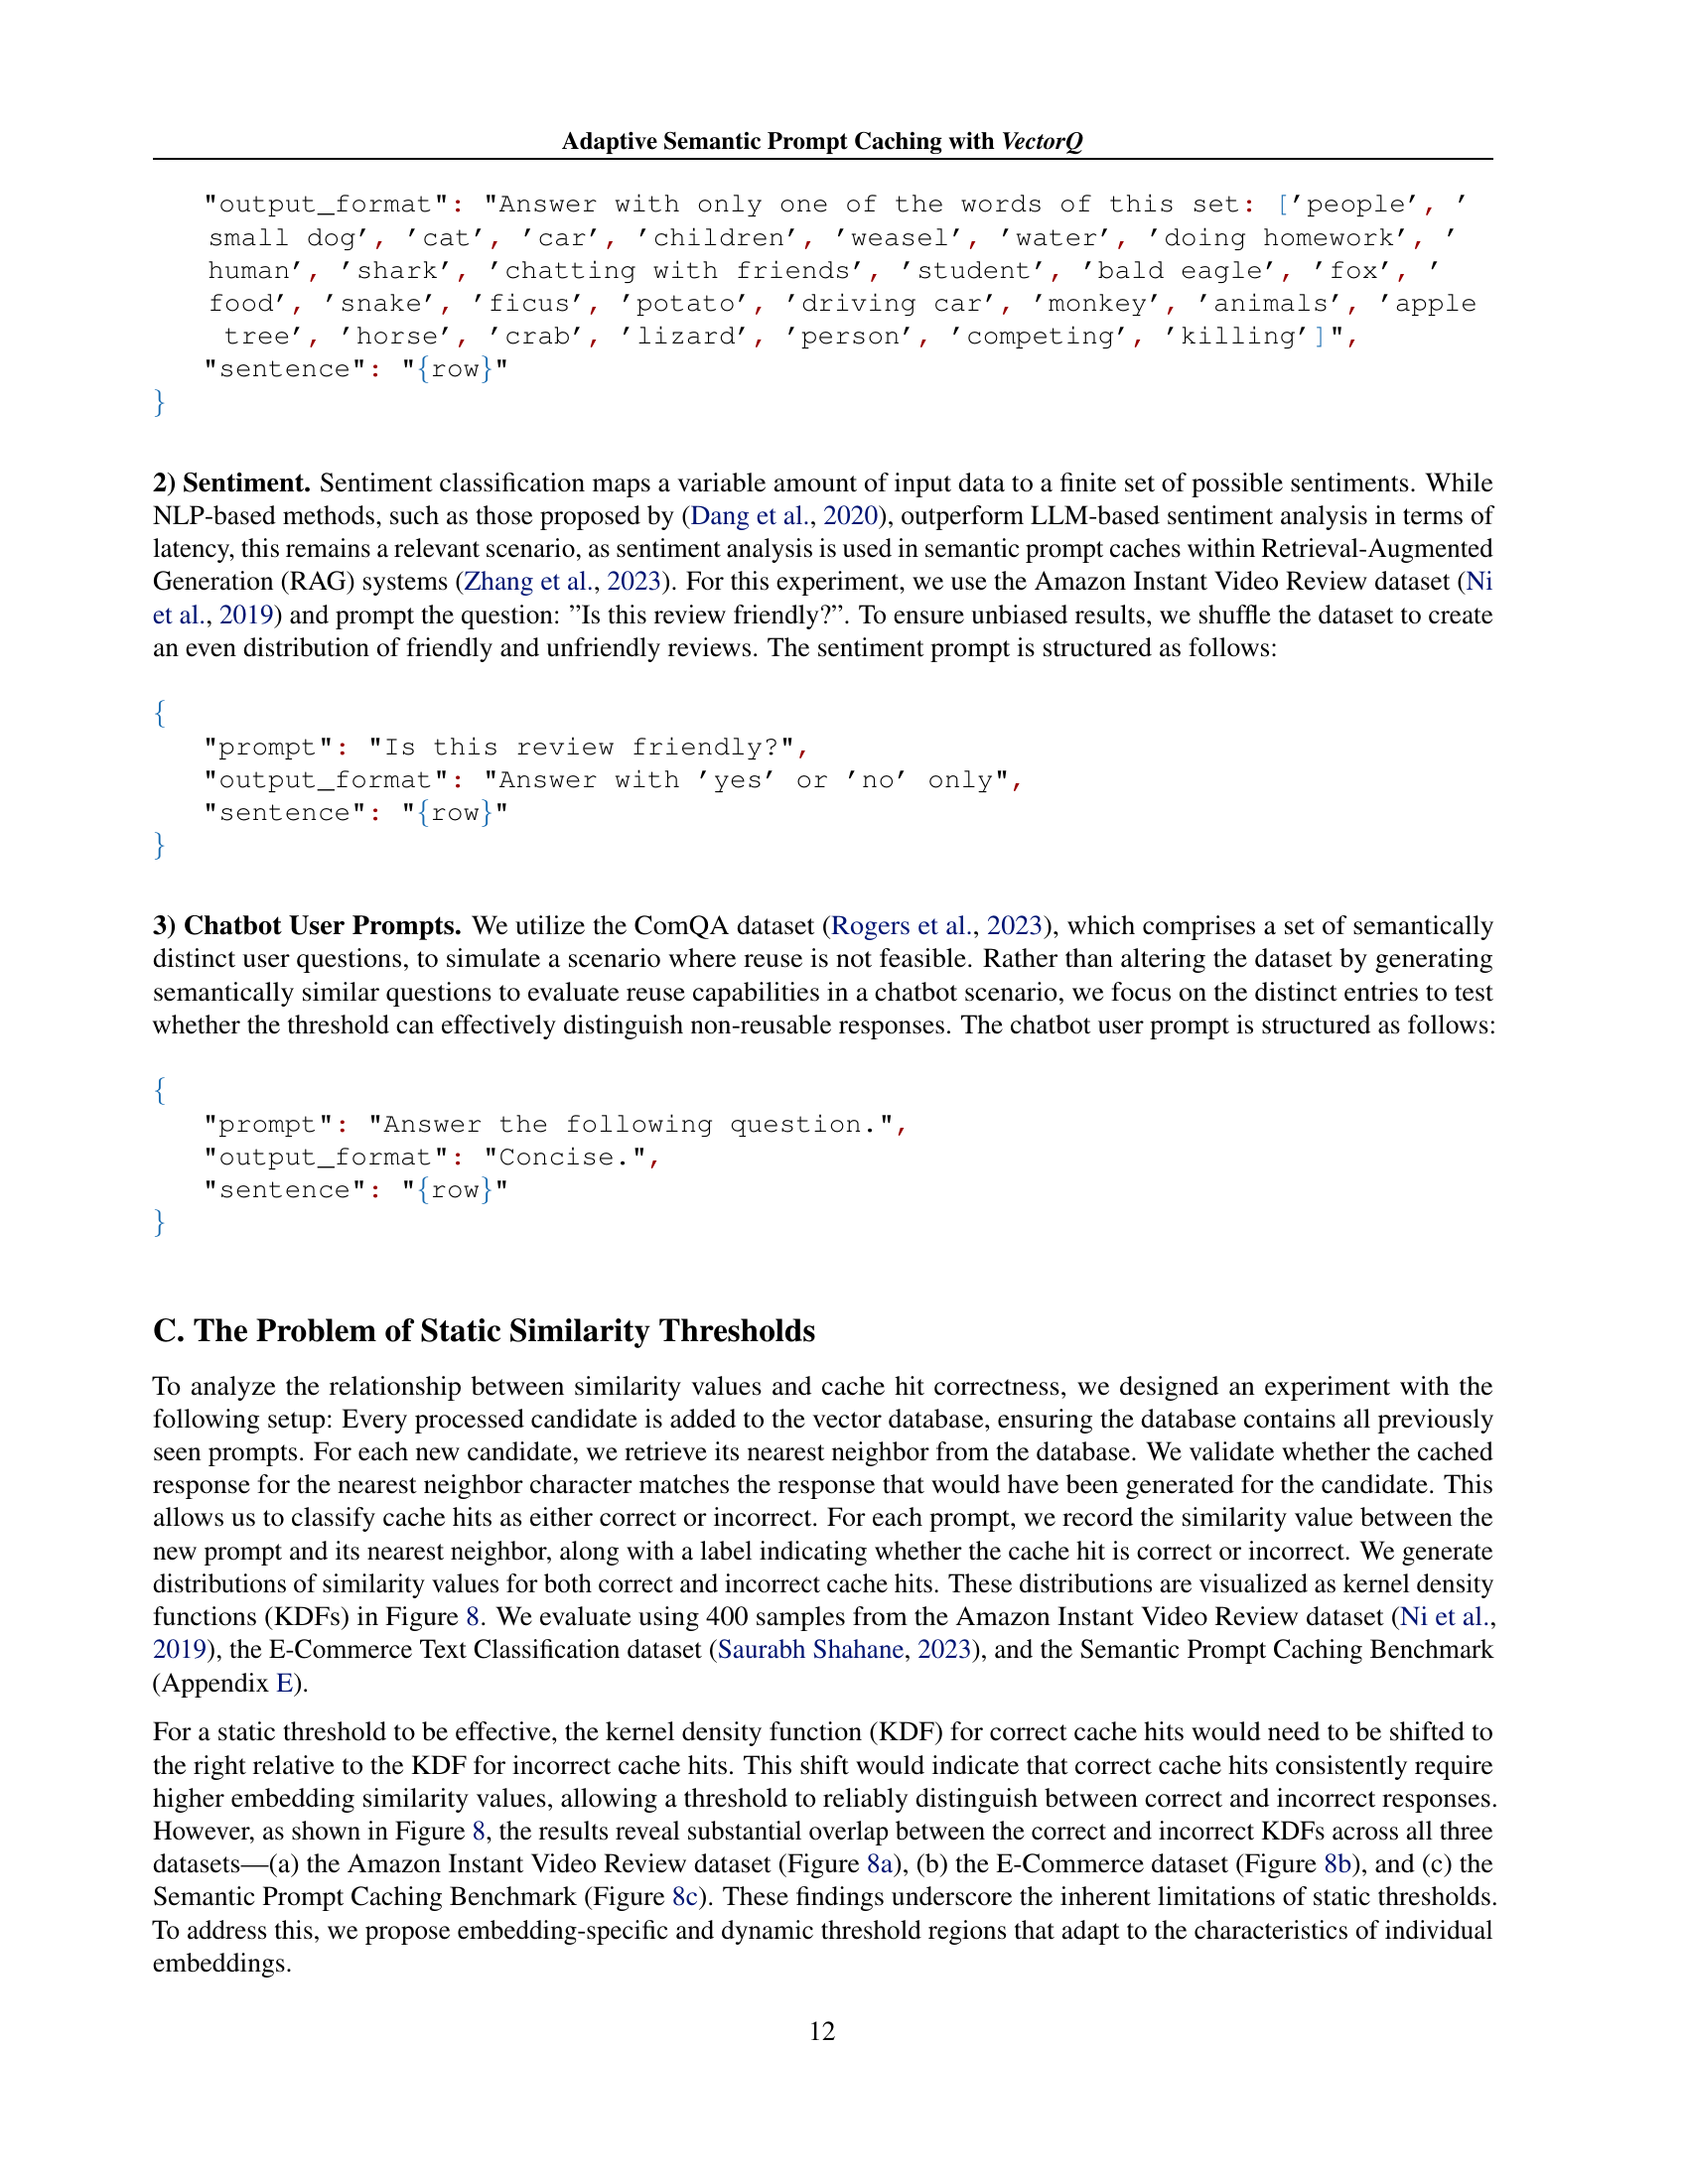 Adaptive Semantic Prompt Caching with VectorQ
"output_format": "Answer with only one of the words of this set: [’people’, ’
small dog’, ’cat’, ’car’, ’children’, ’weasel’, ’water’, ’doing homework’, ’
human’, ’shark’, ’chatting with friends’, ’student’, ’bald eagle’, ’fox’, ’
food’, ’snake’, ’ficus’, ’potato’, ’driving car’, ’monkey’, ’animals’, ’apple
tree’, ’horse’, ’crab’, ’lizard’, ’person’, ’competing’, ’killing’]",
"sentence": "{row}"
}
2) Sentiment. Sentiment classification maps a variable amount of input data to a finite set of possible sentiments. While
NLP-based methods, such as those proposed by (Dang et al., 2020), outperform LLM-based sentiment analysis in terms of
latency, this remains a relevant scenario, as sentiment analysis is used in semantic prompt caches within Retrieval-Augmented
Generation (RAG) systems (Zhang et al., 2023). For this experiment, we use the Amazon Instant Video Review dataset (Ni
et al., 2019) and prompt the question: ”Is this review friendly?”. To ensure unbiased results, we shuffle the dataset to create
an even distribution of friendly and unfriendly reviews. The sentiment prompt is structured as follows:
{
"prompt": "Is this review friendly?",
"output_format": "Answer with ’yes’ or ’no’ only",
"sentence": "{row}"
}
3) Chatbot User Prompts. We utilize the ComQA dataset (Rogers et al., 2023), which comprises a set of semantically
distinct user questions, to simulate a scenario where reuse is not feasible. Rather than altering the dataset by generating
semantically similar questions to evaluate reuse capabilities in a chatbot scenario, we focus on the distinct entries to test
whether the threshold can effectively distinguish non-reusable responses. The chatbot user prompt is structured as follows:
{
"prompt": "Answer the following question.",
"output_format": "Concise.",
"sentence": "{row}"
}
C. The Problem of Static Similarity Thresholds
To analyze the relationship between similarity values and cache hit correctness, we designed an experiment with the
following setup: Every processed candidate is added to the vector database, ensuring the database contains all previously
seen prompts. For each new candidate, we retrieve its nearest neighbor from the database. We validate whether the cached
response for the nearest neighbor character matches the response that would have been generated for the candidate. This
allows us to classify cache hits as either correct or incorrect. For each prompt, we record the similarity value between the
new prompt and its nearest neighbor, along with a label indicating whether the cache hit is correct or incorrect. We generate
distributions of similarity values for both correct and incorrect cache hits. These distributions are visualized as kernel density
functions (KDFs) in Figure 8. We evaluate using 400 samples from the Amazon Instant Video Review dataset (Ni et al.,
2019), the E-Commerce Text Classification dataset (Saurabh Shahane, 2023), and the Semantic Prompt Caching Benchmark
(Appendix E).
For a static threshold to be effective, the kernel density function (KDF) for correct cache hits would need to be shifted to
the right relative to the KDF for incorrect cache hits. This shift would indicate that correct cache hits consistently require
higher embedding similarity values, allowing a threshold to reliably distinguish between correct and incorrect responses.
However, as shown in Figure 8, the results reveal substantial overlap between the correct and incorrect KDFs across all three
datasets—(a) the Amazon Instant Video Review dataset (Figure 8a), (b) the E-Commerce dataset (Figure 8b), and (c) the
Semantic Prompt Caching Benchmark (Figure 8c). These findings underscore the inherent limitations of static thresholds.
To address this, we propose embedding-specific and dynamic threshold regions that adapt to the characteristics of individual
embeddings.
12